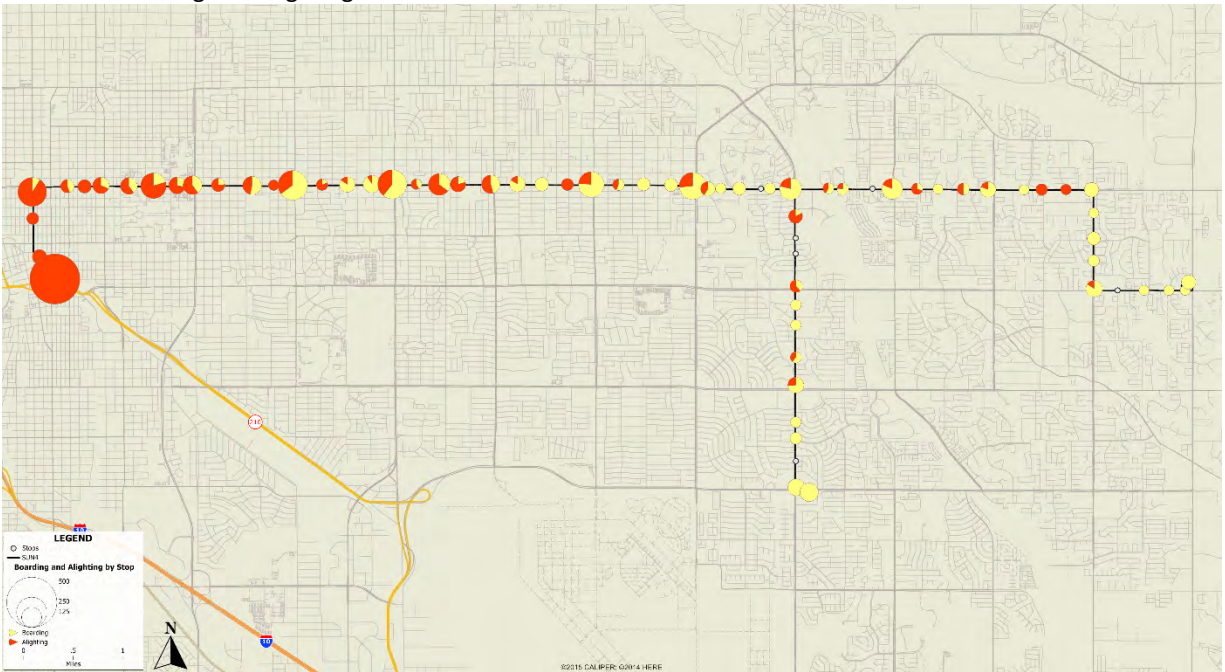 210
10
LEGEND
Stops
Boarding and Alighting by Stop
500
250
125
Boarding
Alighting
0 .5 1
Miles
N
10
©2015 CALIPER; ©2014 HERE